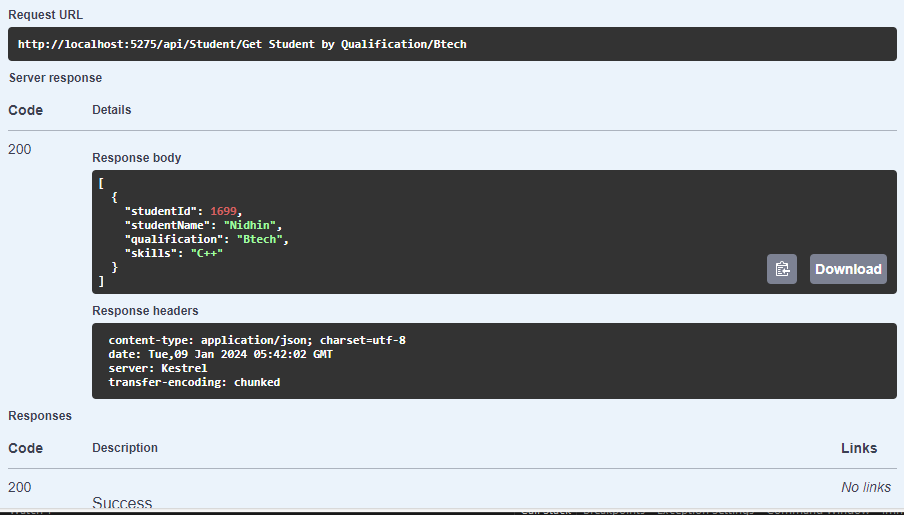 Request URL
http://localhost:5275/api/Student/Get Student by Qualification/Btech
Server response
Code Details
200
Response body
[
{
"studentId": 1699,
"studentName": "Nidhin",
"qualification": "Btech",
"skills": "C++"
}
]
Download
Response headers
content-type: application/json; charset=utf-8
date: Tue,09 Jan 2024 05:42:02 GMT
server: Kestrel
transfer-encoding: chunked
Responses
Code Description Links
200 No links
Success